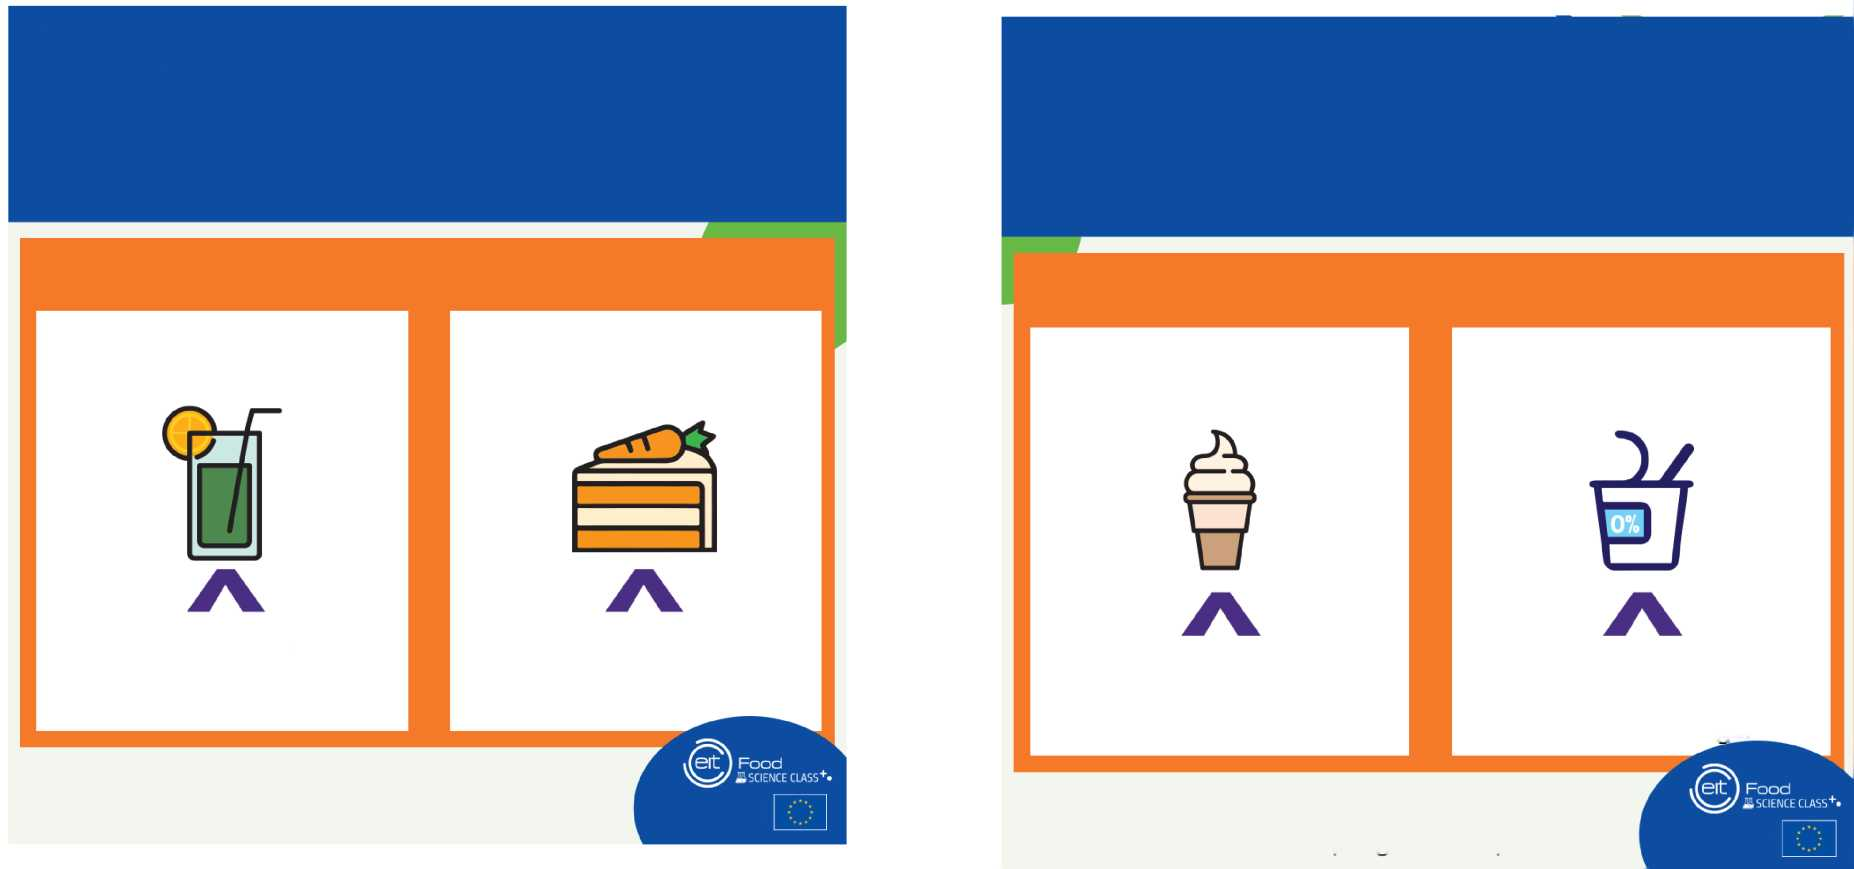 eit Food
SCIENCE CLASS
0%
eit Food
SCIENCE CLASS